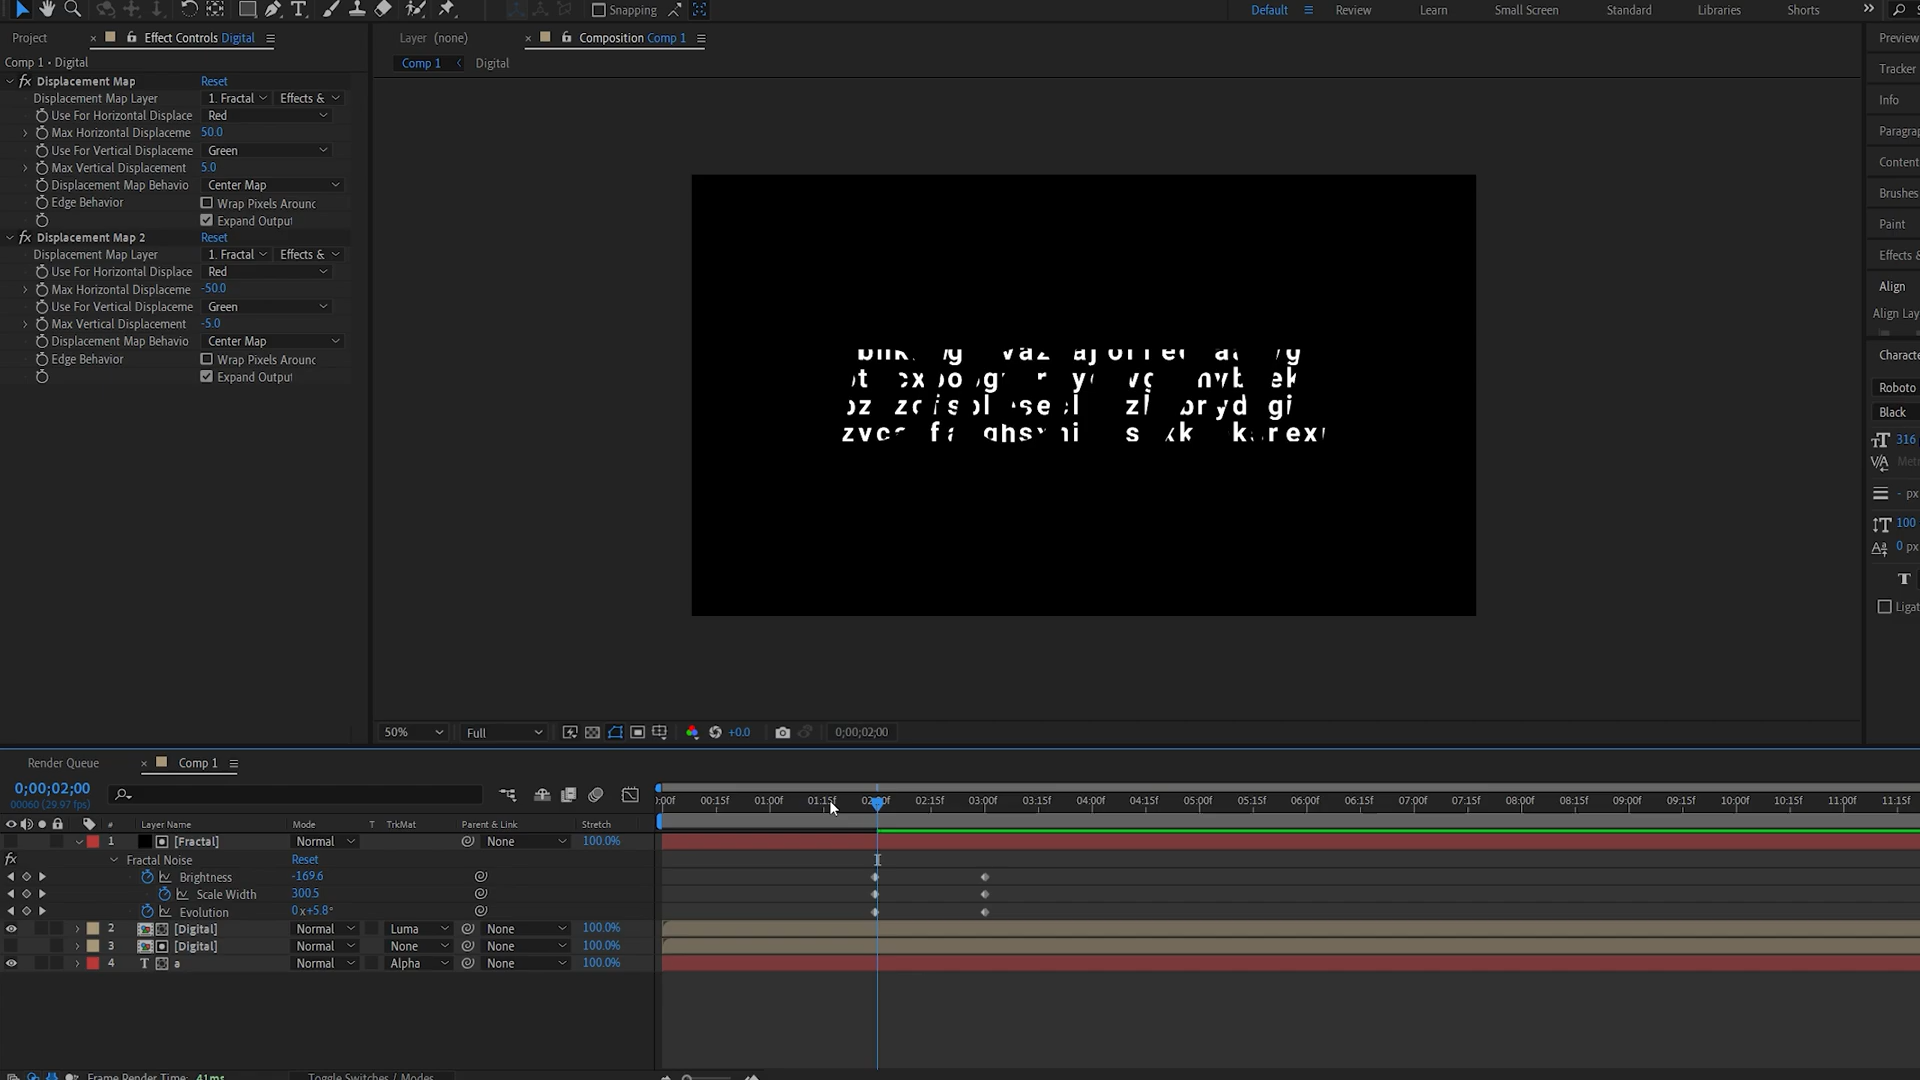 Snapping
Default
Review
Learn
Small Screen
Standard
Libraries
Shorts
Project
Effect Controls Digital
Layer (none)
Composition Comp 1
Preview
Comp 1 • Digital
Comp 1
Digital
Tracker
Displacement Map
Reset
Displacement Map Layer
1. Fractal
Effects &
Info
Use For Horizontal Displace
Red
Max Horizontal Displaceme
50.0
Paragrap
Use For Vertical Displaceme
Green
Max Vertical Displacement
5.0
Content
Displacement Map Behavio
Center Map
Brushes
Edge Behavior
Wrap Pixels Arounc
Expand Output
Paint
Displacement Map 2
Reset
Displacement Map Layer
1. Fractal
Effects &
Effects &
Use For Horizontal Displace
Red
Max Horizontal Displaceme
-50.0
Align
Use For Vertical Displaceme
Green
Align Lay
Max Vertical Displacement
-5.0
Displacement Map Behavio
Center Map
Edge Behavior
Wrap Pixels Arounc
Characte
Expand Output
Roboto
Black
316
- px
100
0 px
T
Ligat
50%
Full
+0.0
0;00;02;00
Render Queue
Comp 1
0;00;02;00
00060 (29.97 fps)
:00f 00:15f 01:00f 01:15f 02:00f 02:15f 03:00f 03:15f 04:00f 04:15f 05:00f 05:15f 06:00f 06:15f 07:00f 07:15f 08:00f 08:15f 09:00f 09:15f 10:00f 10:15f 11:00f 11:15f
# Layer Name Mode T TrkMat Parent & Link Stretch
1 [Fractal] Normal None 100.0%
fx Fractal Noise Reset
Brightness -169.6
Scale Width 300.5
Evolution 0x+5.8°
2 [Digital] Normal Luma None 100.0%
3 [Digital] Normal None None 100.0%
4 T a Normal Alpha None 100.0%
Frame Render Time: 41ms
Toggle Switches / Modes